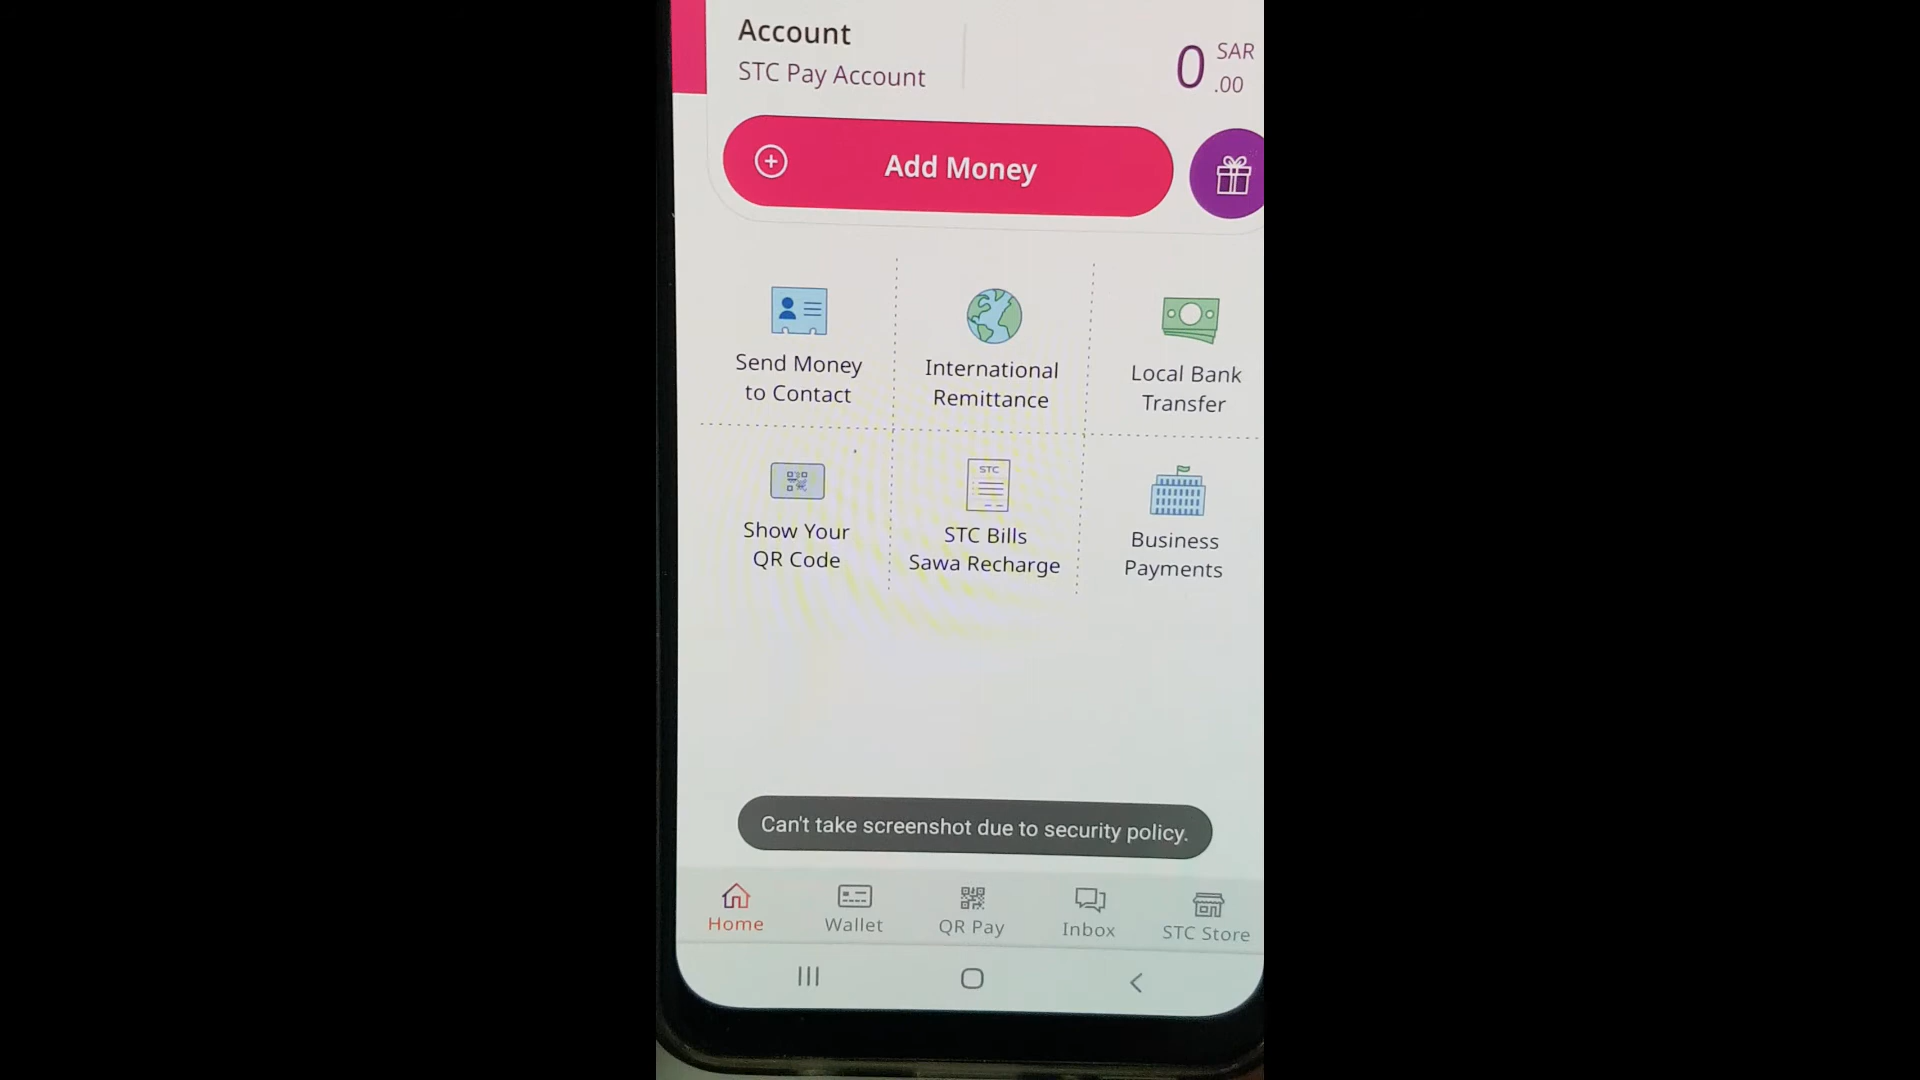 Account
STC Pay Account
0 SAR
.00
Add Money
Send Money
to Contact
International
Remittance
Local Bank
Transfer
Show Your
QR Code
STC
STC Bills
Sawa Recharge
Business
Payments
Can't take screenshot due to security policy.
Home
Wallet
QR Pay
Inbox
STC Store